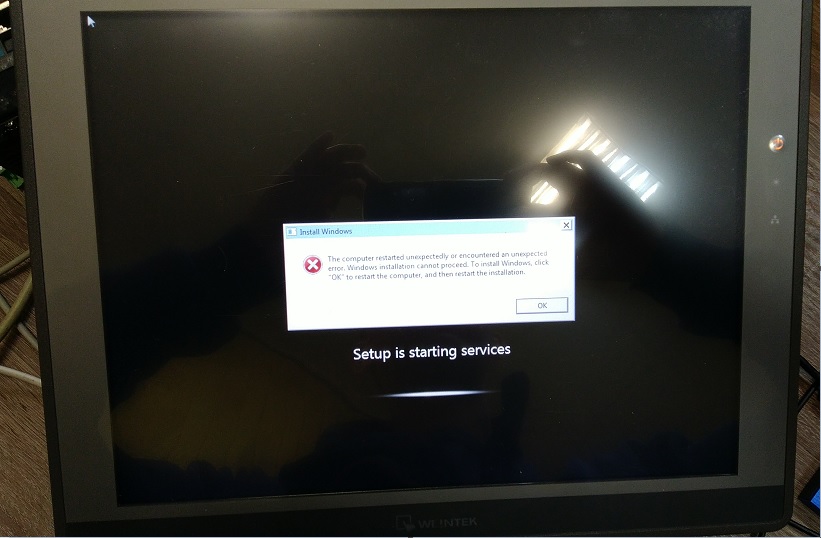 Install Windows
The computer restarted unexpectedly or encountered an unexpected
error. Windows installation cannot proceed. To install Windows, click
"OK" to restart the computer, and then restart the installation.
OK
Setup is starting services